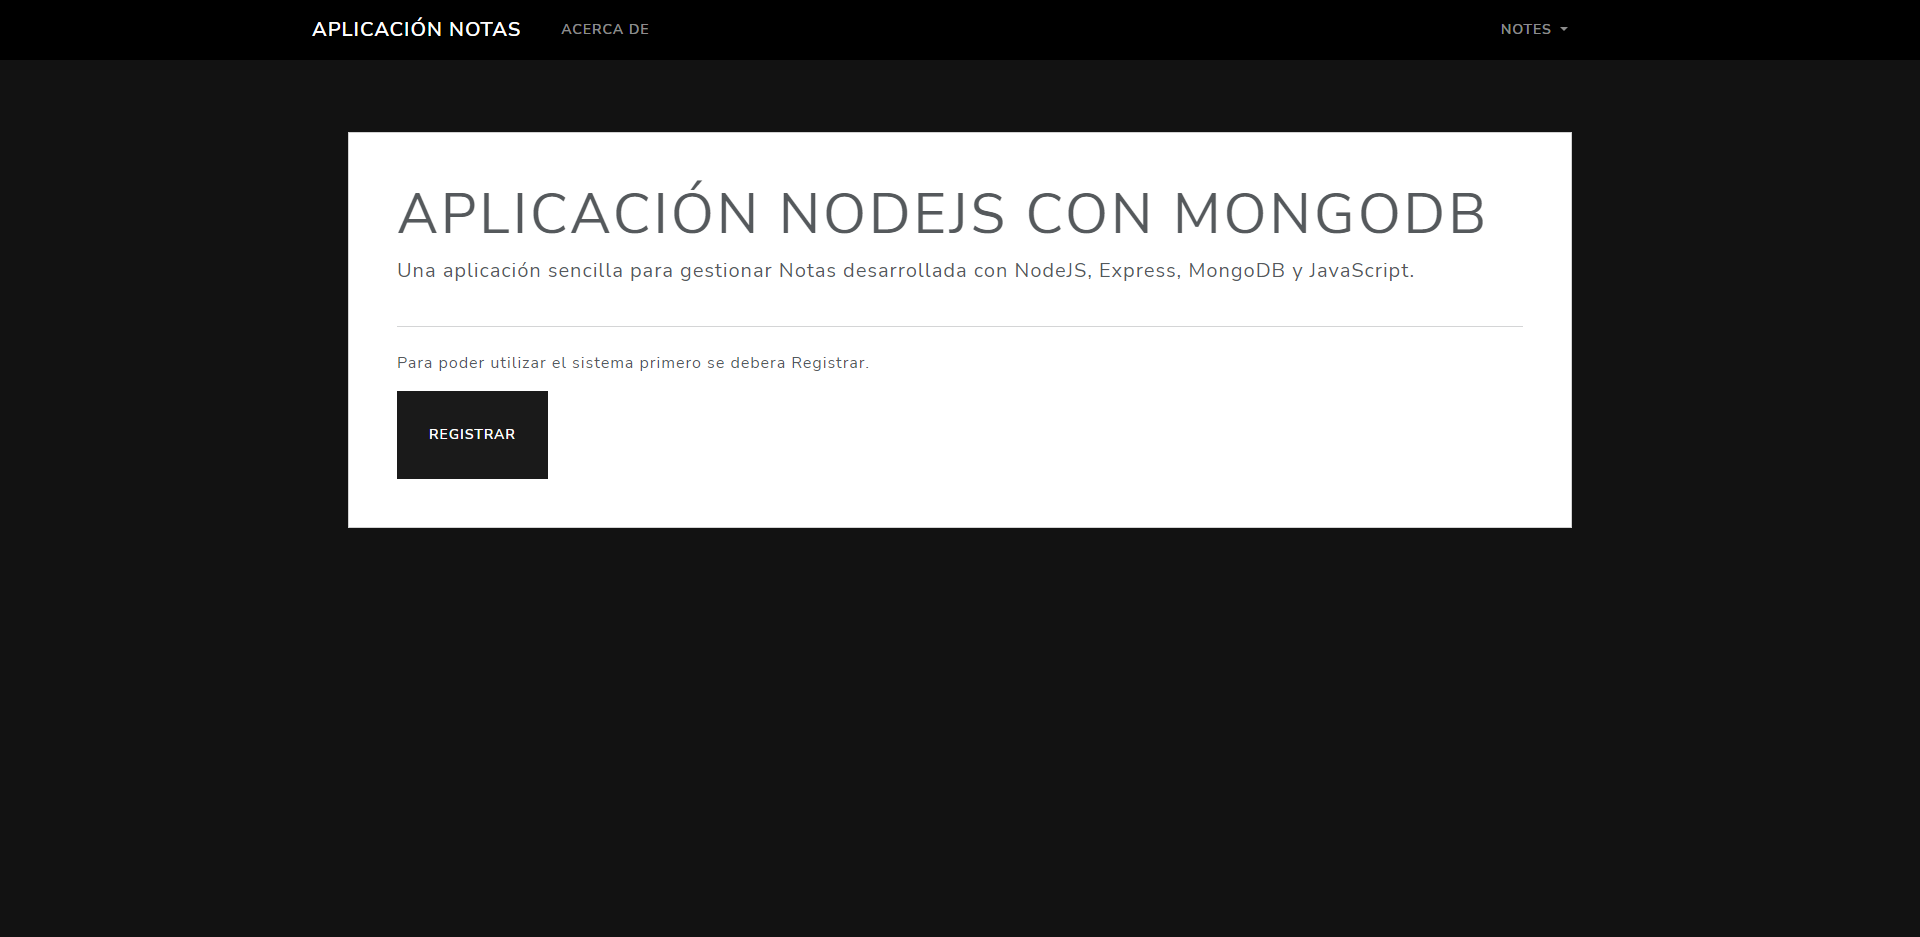 APLICACIÓN NOTAS
ACERCA DE
NOTES
APLICACIÓN NODEJS CON MONGODB
Una aplicación sencilla para gestionar Notas desarrollada con NodeJS, Express, MongoDB y JavaScript.
Para poder utilizar el sistema primero se debera Registrar.
REGISTRAR